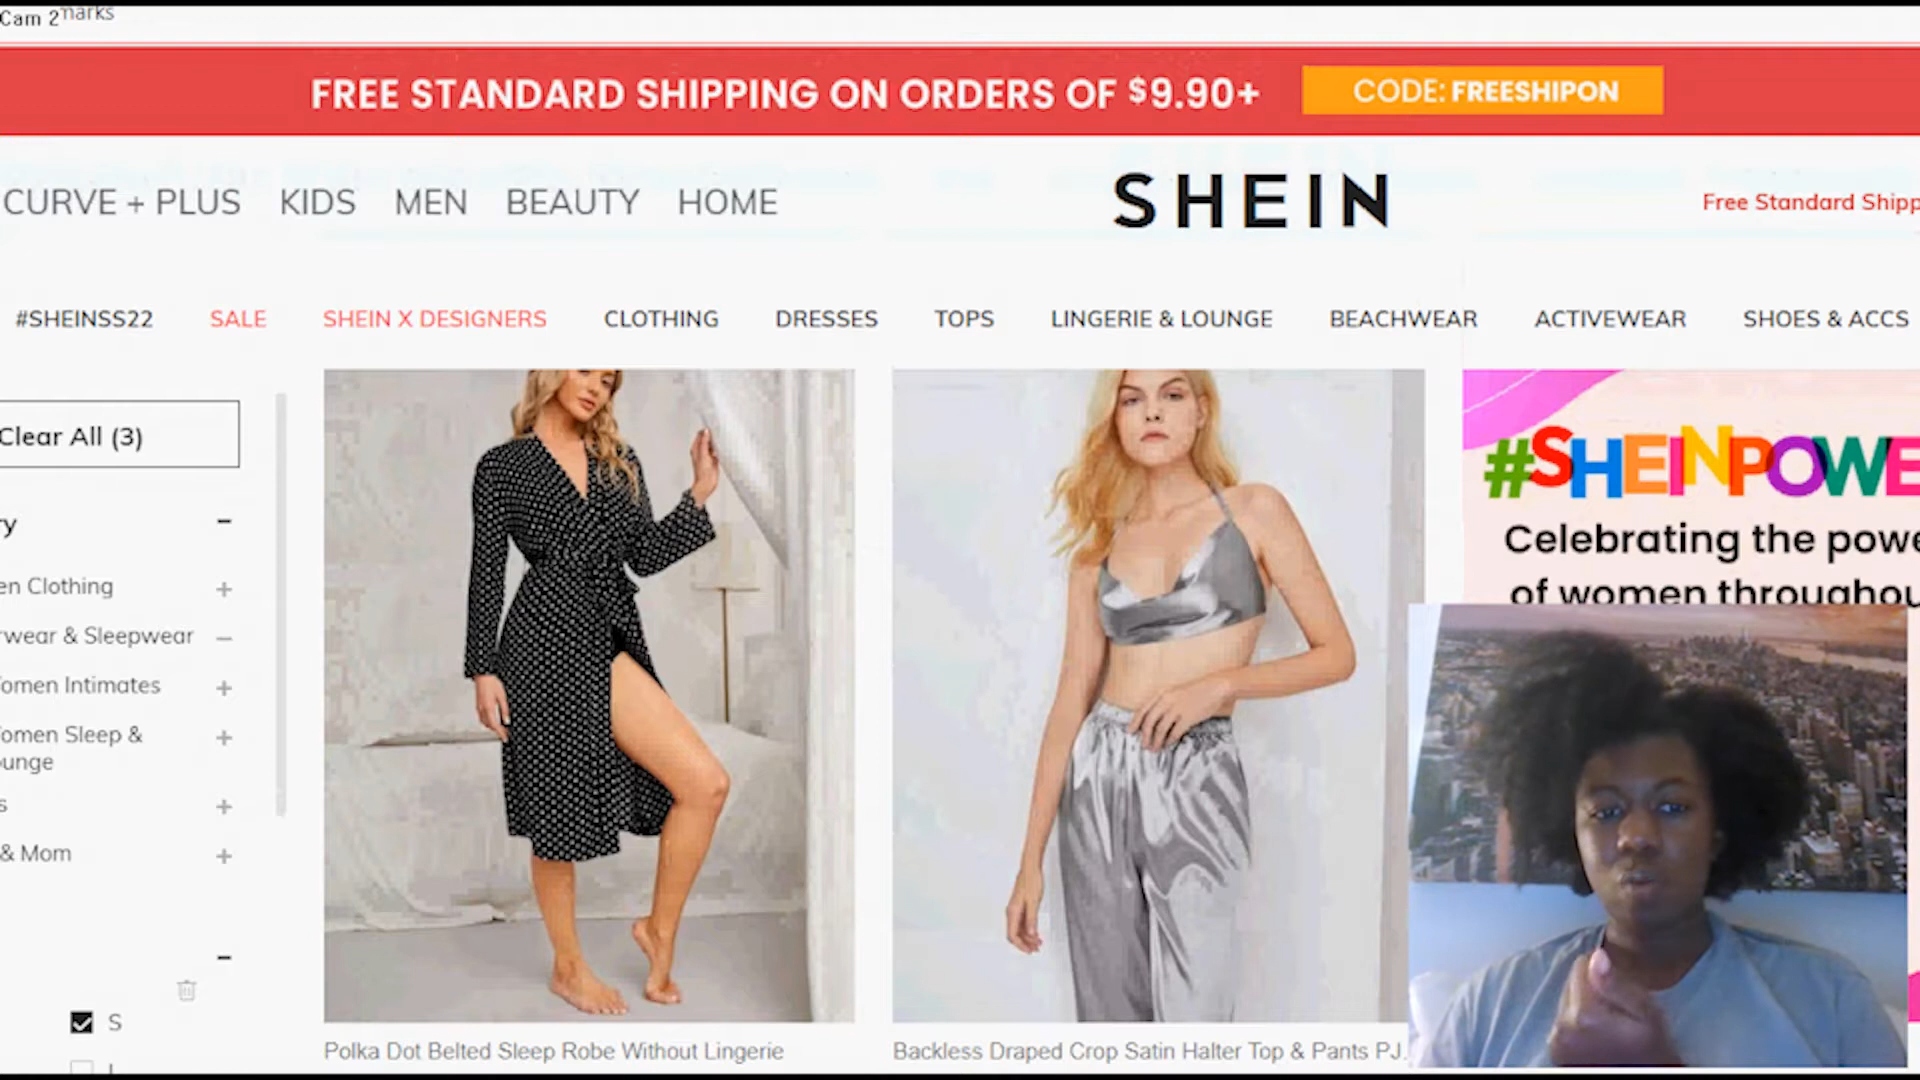 Cam 2
marks
FREE STANDARD SHIPPING ON ORDERS OF $9.90+
CODE: FREESHIPON
CURVE + PLUS KIDS MEN BEAUTY HOME
SHEIN
Free Standard Shipp
#SHEINSS22 SALE SHEIN X DESIGNERS CLOTHING DRESSES TOPS LINGERIE & LOUNGE BEACHWEAR ACTIVEWEAR SHOES & ACCS
Clear All (3)
ry
en Clothing
rwear & Sleepwear
omen Intimates
omen Sleep &
ounge
s
& Mom
S
#SHEINPOWE
Celebrating the powe
of women throughou
Polka Dot Belted Sleep Robe Without Lingerie
Backless Draped Crop Satin Halter Top & Pants PJ..